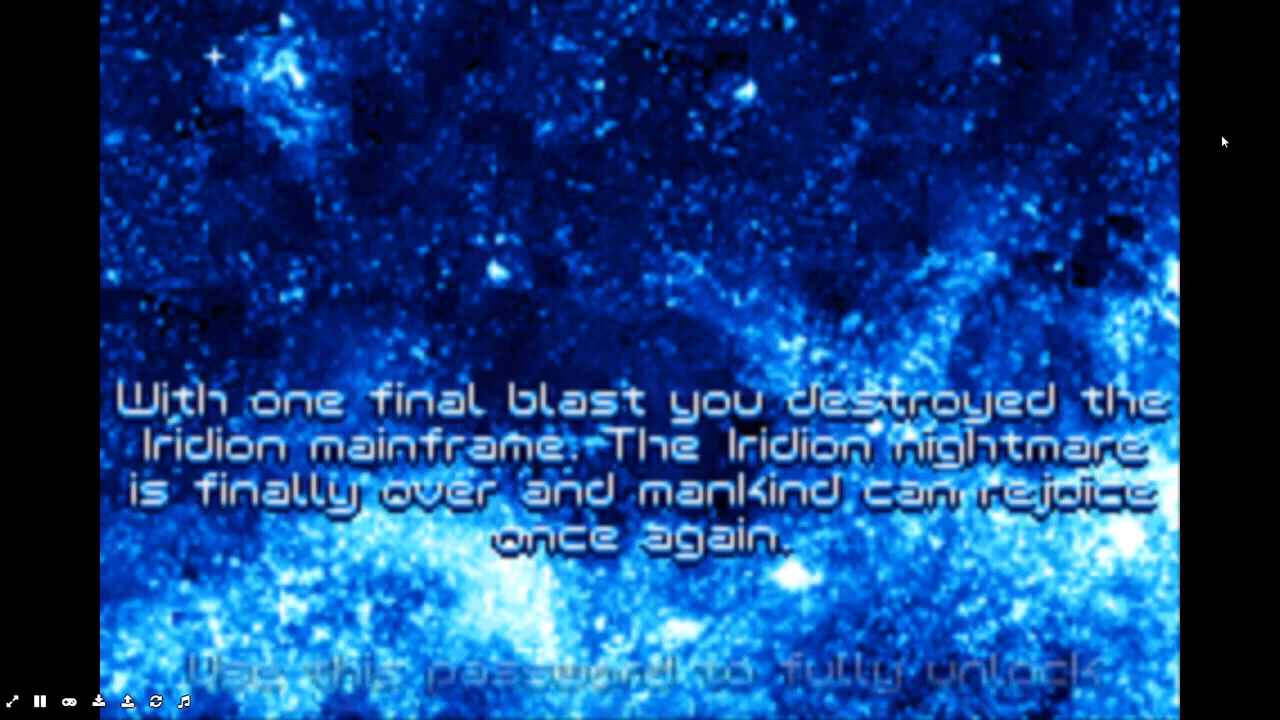 With one final blast you destroyed the
Iridion mainframe. The Iridion nightmare
is finally over and mankind can rejoice
once again.
Use this password to fully unlock